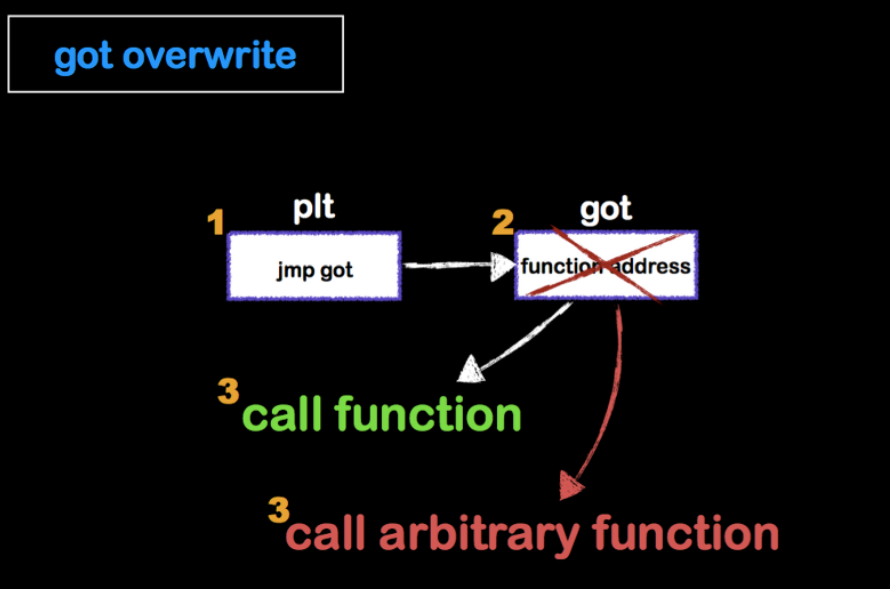 got overwrite
1
plt
2
got
jmp got
function address
3
call function
3
call arbitrary function